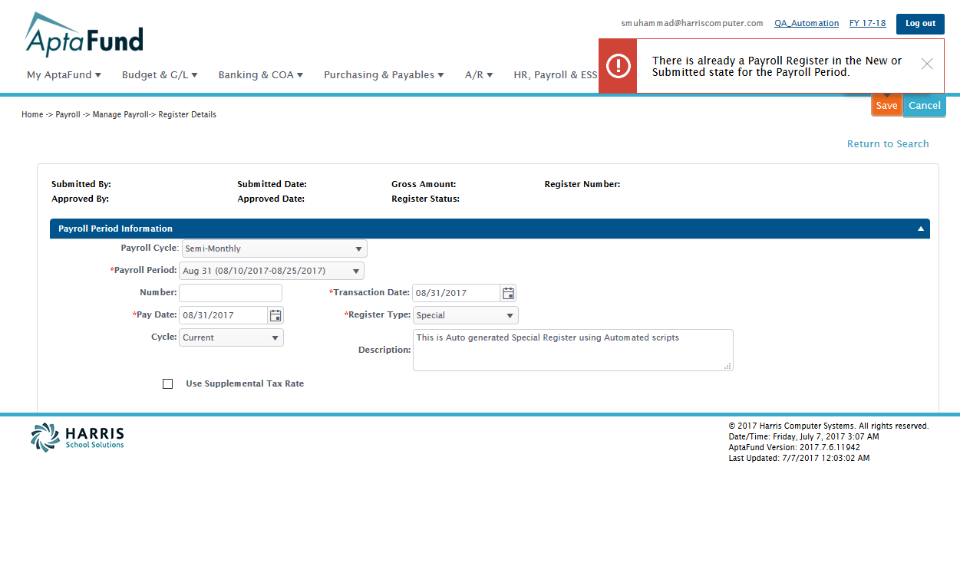 smuhammad@harriscomputer.com QA_Automation FY 17-18 Log out
AptaFund
There is already a Payroll Register in the New or
Submitted state for the Payroll Period.
My AptaFund Budget & G/L Banking & COA Purchasing & Payables A/R HR, Payroll & ESS
Save Cancel
Home -> Payroll -> Manage Payroll-> Register Details
Return to Search
Submitted By: Submitted Date: Gross Amount: Register Number:
Approved By: Approved Date: Register Status:
Payroll Period Information
Payroll Cycle: Semi-Monthly
*Payroll Period: Aug 31 (08/10/2017-08/25/2017)
Number: *Transaction Date: 08/31/2017
*Pay Date: 08/31/2017 *Register Type: Special
Cycle: Current
Description: This is Auto generated Special Register using Automated scripts
Use Supplemental Tax Rate
HARRIS
School Solutions
© 2017 Harris Computer Systems. All rights reserved.
Date/Time: Friday, July 7, 2017 3:07 AM
AptaFund Version: 2017.7.6.11942
Last Updated: 7/7/2017 12:03:02 AM